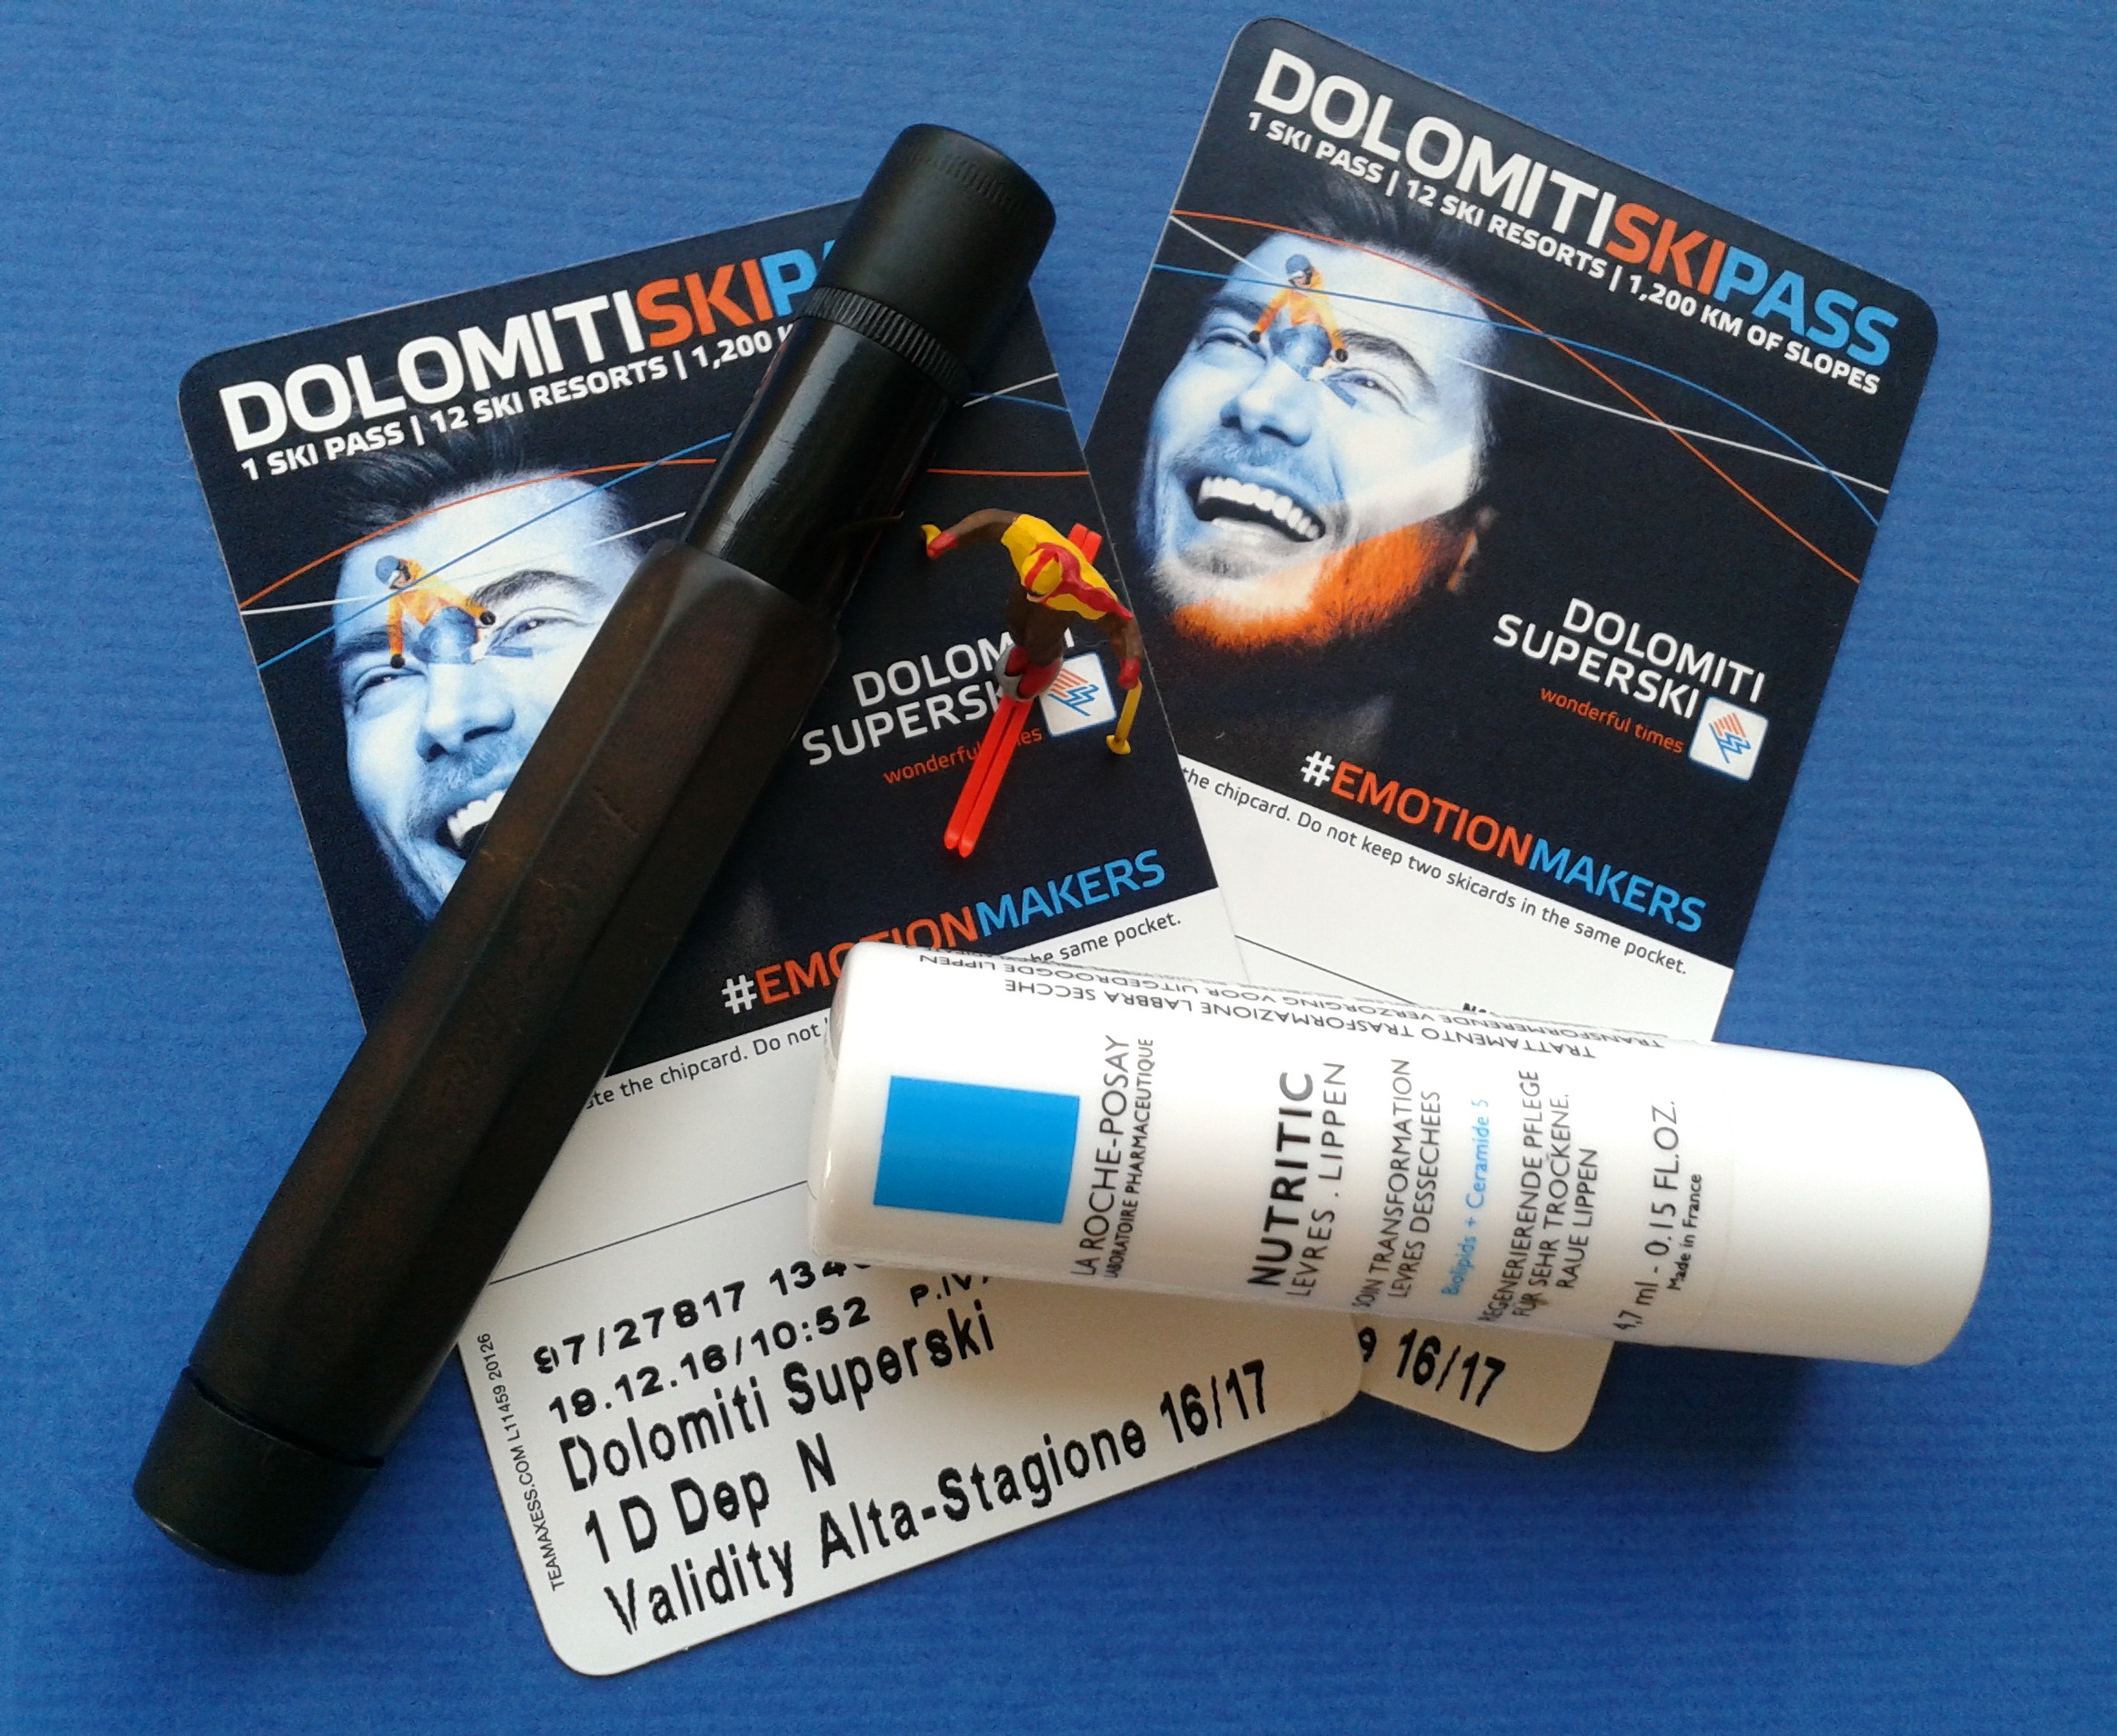 DOLOMITISKIPA
1 SKI PASS | 12 SKI RESORTS | 1,200 K
DOLOMITI
SUPERSKI
wonderful
#EMOTIONMAKERS
the chipcard. Do not
the same pocket.
TEAMAXESS.COM L11459 20126
19.12.16/10:52
Dolomiti Superski
1 D Dep N
Validity Alta-Stagione 16/17
DOLOMITISKIPASS
1 SKI PASS | 12 SKI RESORTS | 1,200 KM OF SLOPES
DOLOMITI
SUPERSKI
wonderful times
#EMOTIONMAKERS
the chipcard. Do not keep two skicards in the same pocket.
16/17
LA ROCHE-POSAY
LABORATOIRE PHARMACEUTIQUE
NUTRITIC
LEVRES . LIPPEN
SOIN TRANSFORMATION
LEVRES DESSECHEES
Biolipids + Ceramide 5
REGENERIERENDE PFLEGE
FÜR SEHR TROCKENE,
RAUE LIPPEN
4,7 ml - 0.15 FL.OZ.
Made in France
TRATTAMENTO TRASFORMAZIONE LABBRA SECCHE
TRANSFORMERENDE VERZORGING VOOR UITGEDROOGDE LIPPEN